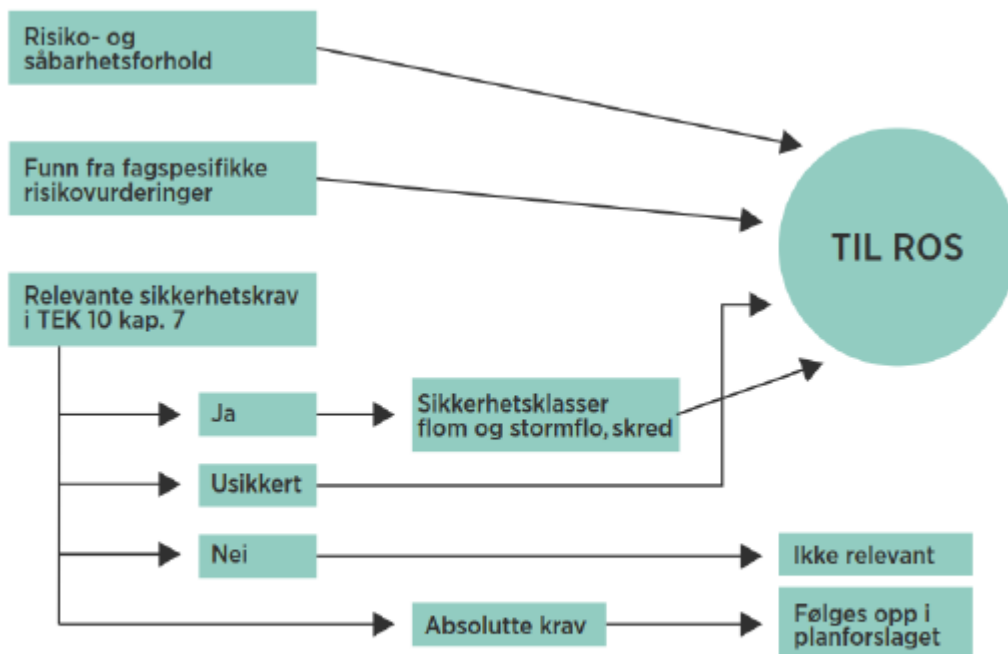 Risiko- og
såbarhetsforhold
Funn fra fagspesifikke
risikovurderinger
TIL ROS
Relevante sikkerhetskrav
i TEK 10 kap. 7
Ja
Sikkerhetsklasser
flom og stormflo, skred
Usikkert
Nei
Ikke relevant
Absolutte krav
Følges opp i
planforslaget